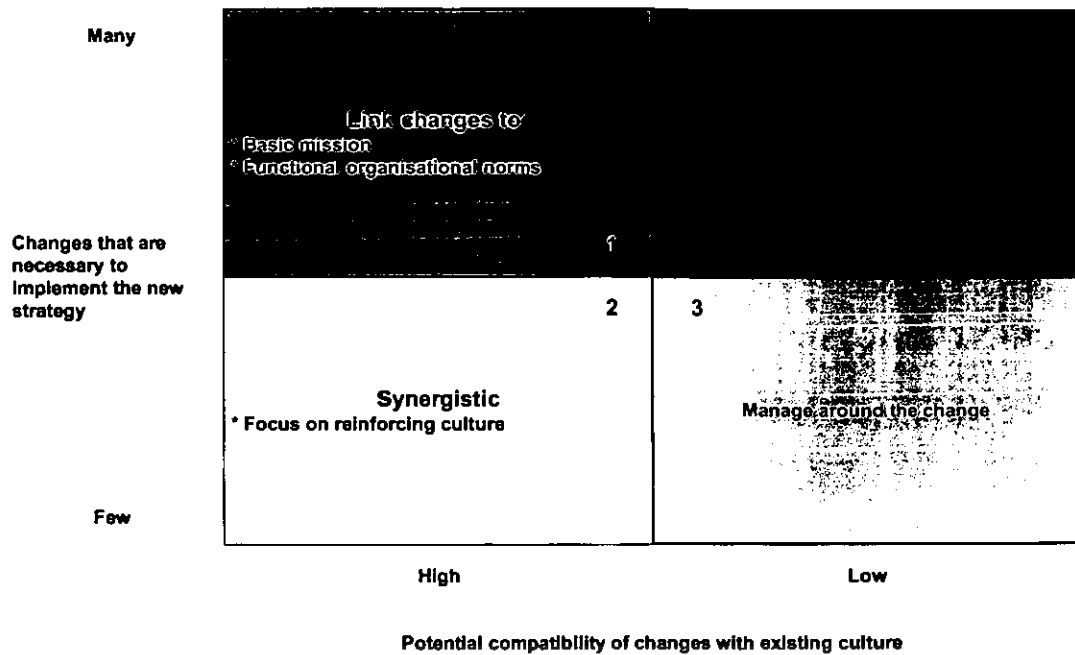 Many
Link changes to
* Basic mission
* Functional organisational norms
1
Changes that are
necessary to
implement the new
strategy
2
3
Synergistic
* Focus on reinforcing culture
Manage around the change
Few
High
Low
Potential compatibility of changes with existing culture